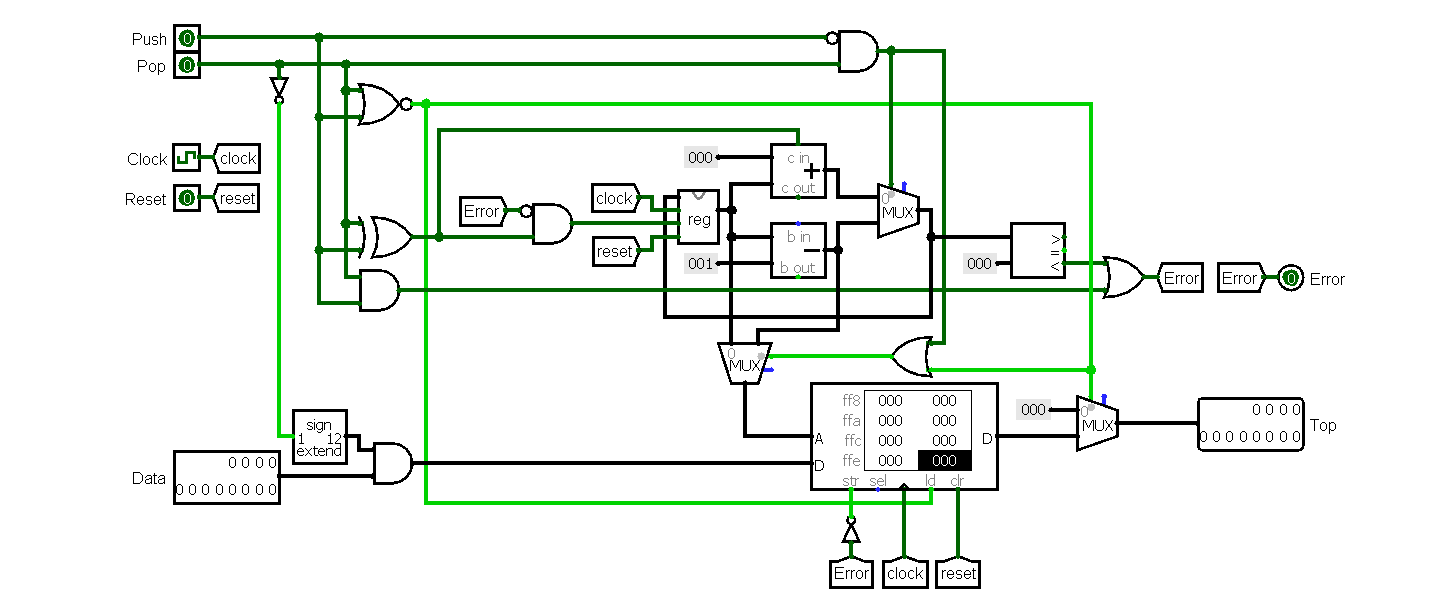 Push 0
Pop 0
Clock clock
Reset 0 reset
Error
clock
reg
reset
000
c in
+
c out
b in
−
b out
001
0
MUX
000
>
=
<
Error
Error 0 Error
0
MUX
sign
1 12
extend
Data
0 0 0 0
0 0 0 0 0 0 0 0
A
D
ff8 000 000
ffa 000 000
ffc 000 000
ffe 000 000
D
str sel ld clr
Error clock reset
000
0
MUX
0 0 0 0
0 0 0 0 0 0 0 0
Top